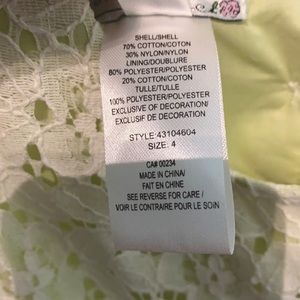 SHELL/SHELL
70% COTTON/COTON
30% NYLON/NYLON
LINING/DOUBLURE
80% POLYESTER/POLYESTER
20% COTTON/COTON
TULLE/TULLE
100% POLYESTER/POLYESTER
EXCLUSIVE OF DECORATION/
EXCLUSIF DE DECORATION
STYLE 43104604
SIZE: 4
CA# 00234
MADE IN CHINA/
FAIT EN CHINE
SEE REVERSE FOR CARE /
VOIR LE CONTRAIRE POUR LE SOIN